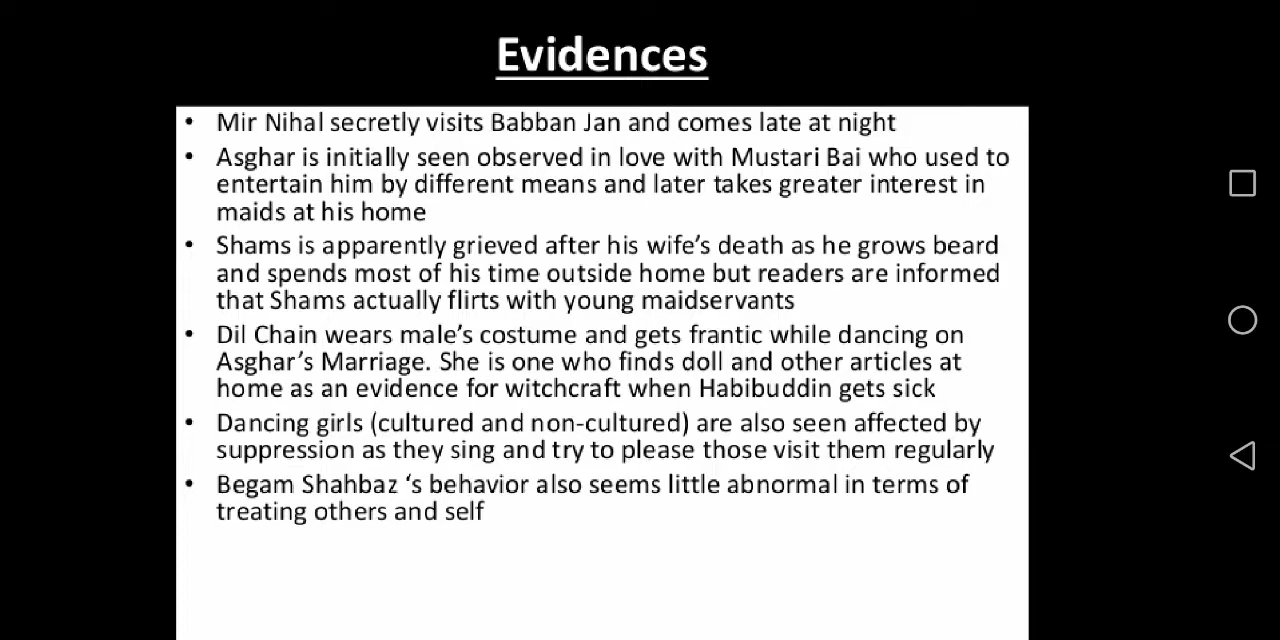 Evidences
• Mir Nihal secretly visits Babban Jan and comes late at night
• Asghar is initially seen observed in love with Mustari Bai who used to
entertain him by different means and later takes greater interest in
maids at his home
• Shams is apparently grieved after his wife’s death as he grows beard
and spends most of his time outside home but readers are informed
that Shams actually flirts with young maidservants
• Dil Chain wears male’s costume and gets frantic while dancing on
Asghar’s Marriage. She is one who finds doll and other articles at
home as an evidence for witchcraft when Habibuddin gets sick
• Dancing girls (cultured and non-cultured) are also seen affected by
suppression as they sing and try to please those visit them regularly
• Begam Shahbaz ‘s behavior also seems little abnormal in terms of
treating others and self